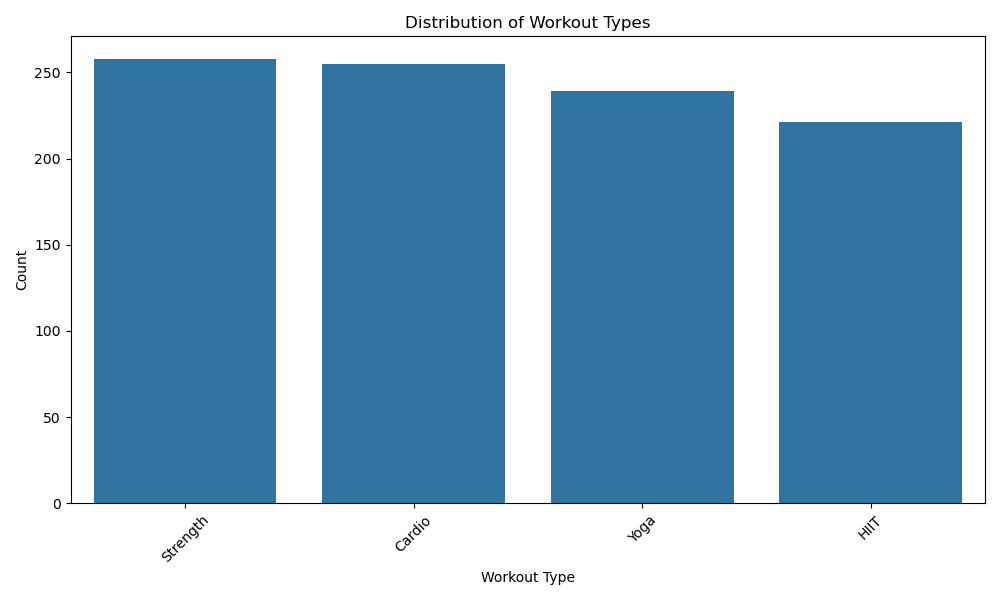 Distribution of Workout Types
Count
250
200
150
100
50
0
Strength
Cardio
Yoga
HIIT
Workout Type